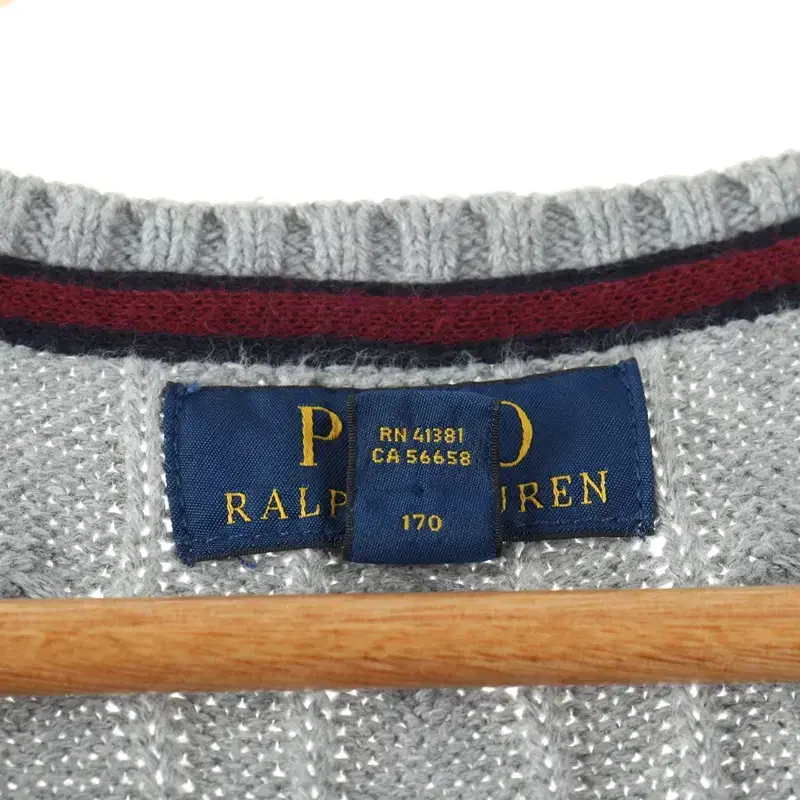 P O
RALP UREN
RN 41381
CA 56658
170